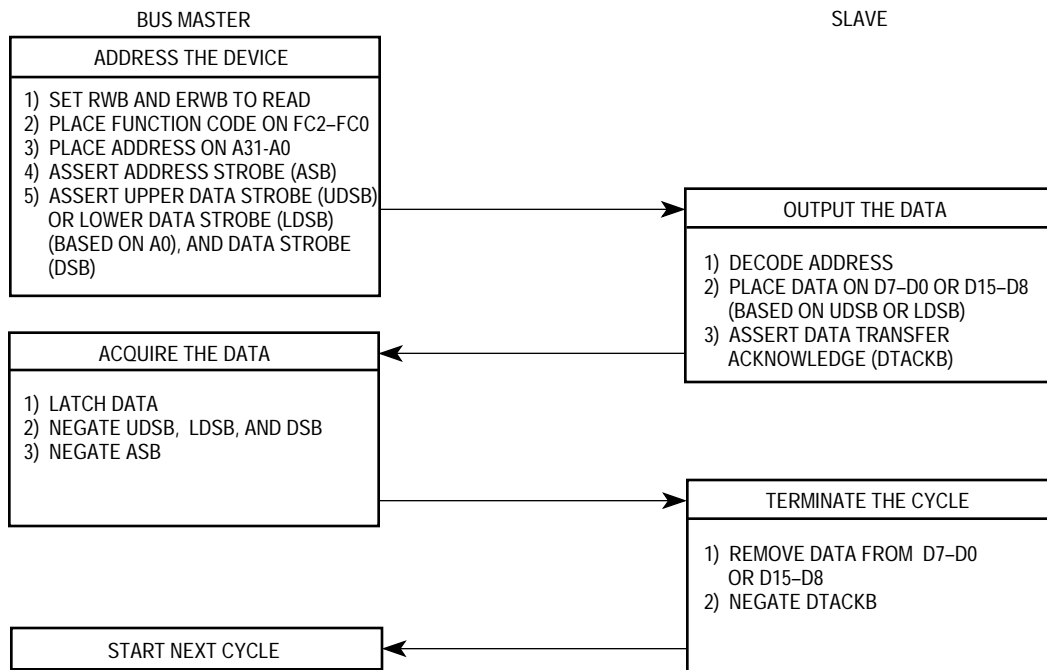 BUS MASTER
SLAVE
ADDRESS THE DEVICE
1) SET RWB AND ERWB TO READ
2) PLACE FUNCTION CODE ON FC2–FC0
3) PLACE ADDRESS ON A31-A0
4) ASSERT ADDRESS STROBE (ASB)
5) ASSERT UPPER DATA STROBE (UDSB)
OR LOWER DATA STROBE (LDSB)
(BASED ON A0), AND DATA STROBE
(DSB)
OUTPUT THE DATA
1) DECODE ADDRESS
2) PLACE DATA ON D7–D0 OR D15–D8
(BASED ON UDSB OR LDSB)
3) ASSERT DATA TRANSFER
ACKNOWLEDGE (DTACKB)
ACQUIRE THE DATA
1) LATCH DATA
2) NEGATE UDSB, LDSB, AND DSB
3) NEGATE ASB
TERMINATE THE CYCLE
1) REMOVE DATA FROM D7–D0
OR D15–D8
2) NEGATE DTACKB
START NEXT CYCLE